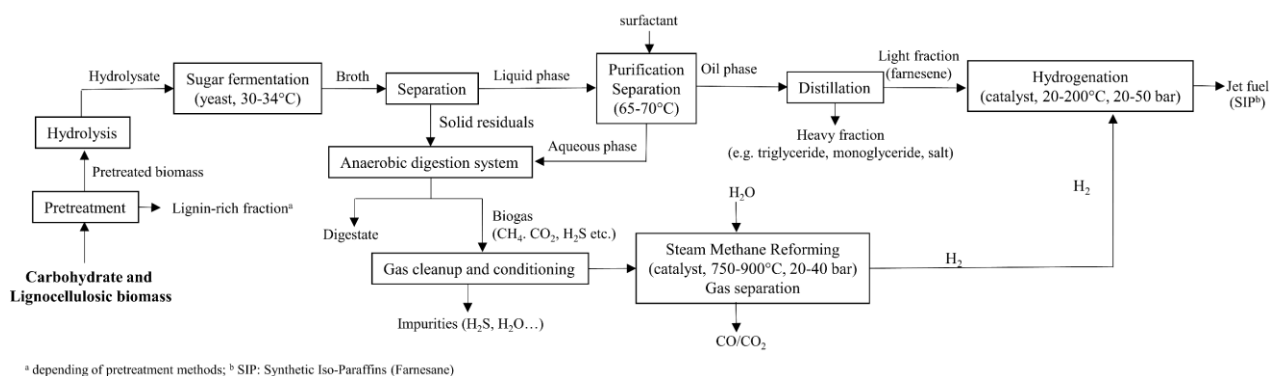 surfactant
Hydrolysate
Sugar fermentation
(yeast, 30-34°C)
Broth
Separation
Liquid phase
Purification
Separation
(65-70°C)
Oil phase
Distillation
Light fraction
(farnesene)
Hydrogenation
(catalyst, 20-200°C, 20-50 bar)
Jet fuel
(SIPᵇ)
Hydrolysis
Solid residuals
Aqueous phase
Heavy fraction
(e.g. triglyceride, monoglyceride, salt)
Pretreated biomass
Anaerobic digestion system
Pretreatment
Lignin-rich fractionᵃ
Digestate
Biogas
(CH₄. CO₂, H₂S etc.)
H₂O
H₂
Carbohydrate and
Lignocellulosic biomass
Gas cleanup and conditioning
Steam Methane Reforming
(catalyst, 750-900°C, 20-40 bar)
Gas separation
H₂
Impurities (H₂S, H₂O…)
CO/CO₂
ᵃ depending of pretreatment methods; ᵇ SIP: Synthetic Iso-Paraffins (Farnesane)